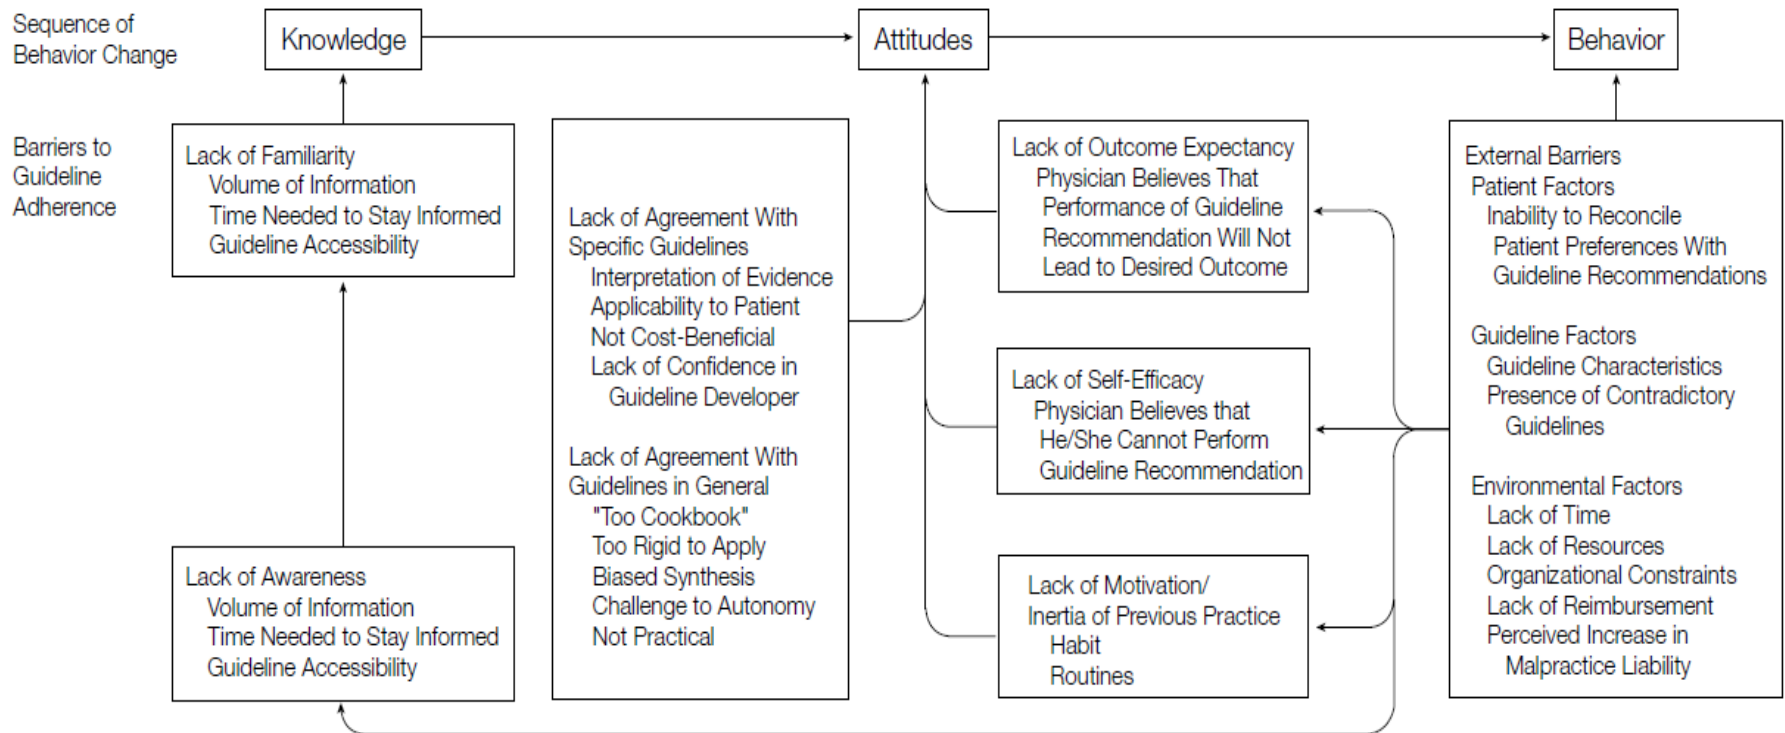 Sequence of
Behavior Change
Knowledge
Attitudes
Behavior
Barriers to
Guideline
Adherence
Lack of Familiarity
Volume of Information
Time Needed to Stay Informed
Guideline Accessibility
Lack of Awareness
Volume of Information
Time Needed to Stay Informed
Guideline Accessibility
Lack of Agreement With
Specific Guidelines
Interpretation of Evidence
Applicability to Patient
Not Cost-Beneficial
Lack of Confidence in
Guideline Developer
Lack of Agreement With
Guidelines in General
"Too Cookbook"
Too Rigid to Apply
Biased Synthesis
Challenge to Autonomy
Not Practical
Lack of Outcome Expectancy
Physician Believes That
Performance of Guideline
Recommendation Will Not
Lead to Desired Outcome
Lack of Self-Efficacy
Physician Believes that
He/She Cannot Perform
Guideline Recommendation
Lack of Motivation/
Inertia of Previous Practice
Habit
Routines
External Barriers
Patient Factors
Inability to Reconcile
Patient Preferences With
Guideline Recommendations
Guideline Factors
Guideline Characteristics
Presence of Contradictory
Guidelines
Environmental Factors
Lack of Time
Lack of Resources
Organizational Constraints
Lack of Reimbursement
Perceived Increase in
Malpractice Liability